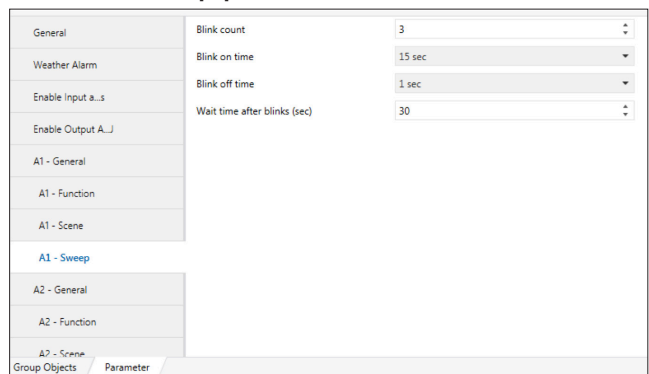 General
Weather Alarm
Enable Input a...s
Enable Output A...J
A1 - General
A1 - Function
A1 - Scene
A1 - Sweep
A2 - General
A2 - Function
A2 - Scene
Blink count 3
Blink on time 15 sec
Blink off time 1 sec
Wait time after blinks (sec) 30
Group Objects Parameter